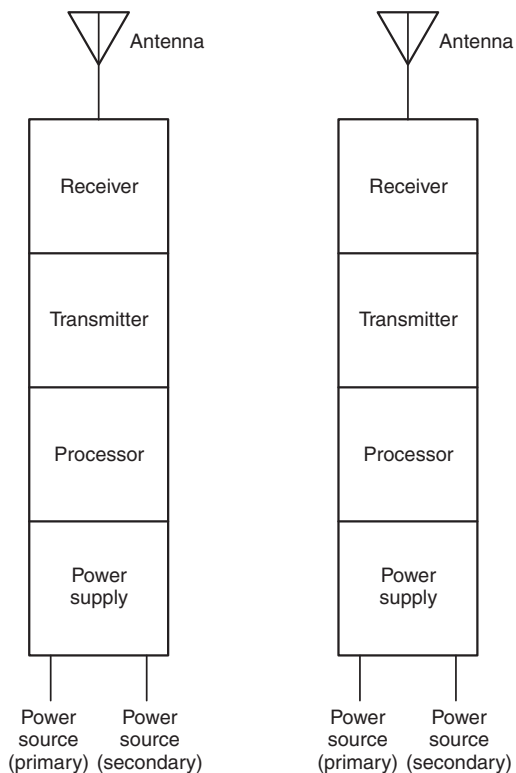 Antenna
Receiver
Transmitter
Processor
Power
supply
Power
source
(primary)
Power
source
(secondary)
Antenna
Receiver
Transmitter
Processor
Power
supply
Power
source
(primary)
Power
source
(secondary)